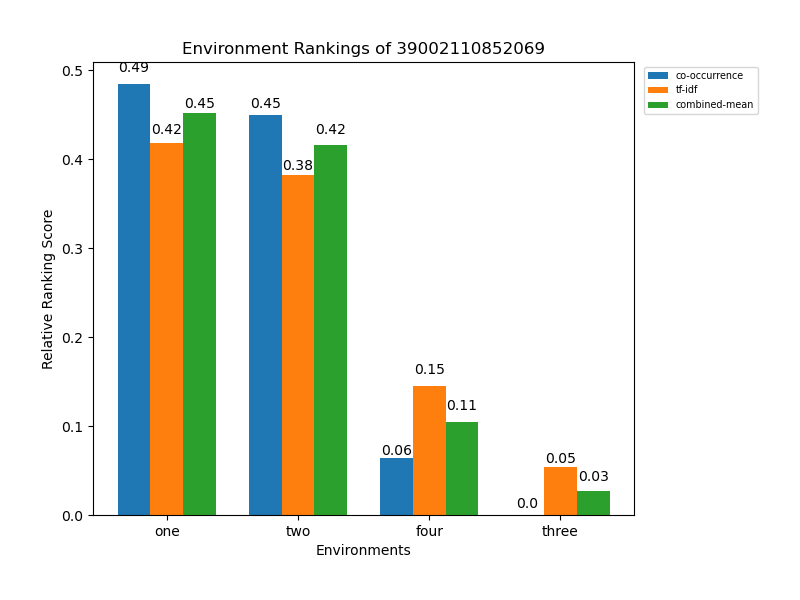 Environment Rankings of 39002110852069
co-occurrence
tf-idf
combined-mean
0.49
0.42
0.45
0.45
0.38
0.42
0.06
0.15
0.11
0.0
0.05
0.03
0.5
0.4
0.3
0.2
0.1
0.0
Relative Ranking Score
one
two
four
three
Environments